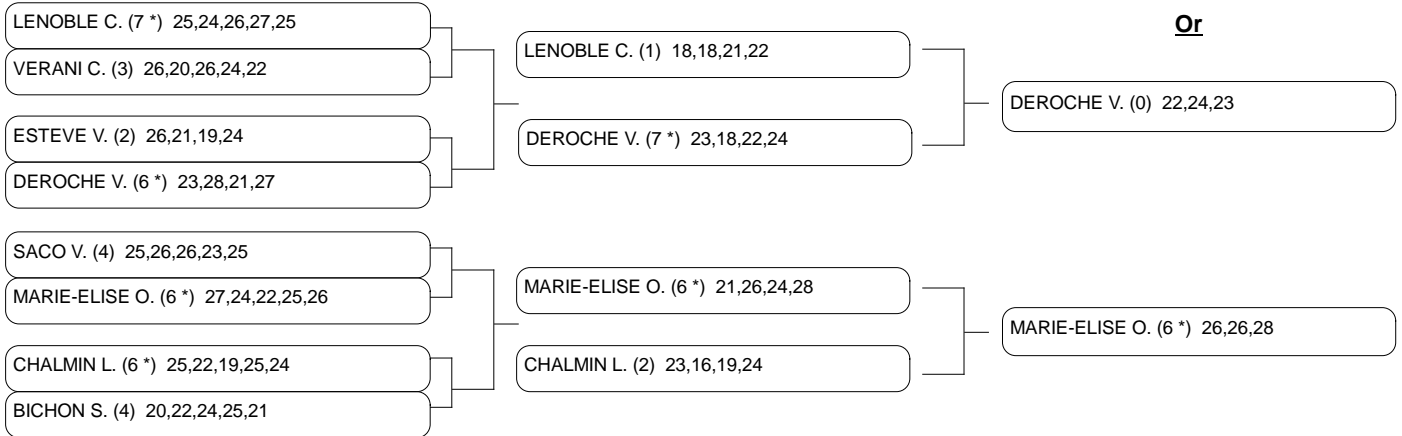 LENOBLE C. (7 *) 25,24,26,27,25
VERANI C. (3) 26,20,26,24,22
ESTEVE V. (2) 26,21,19,24
DEROCHE V. (6 *) 23,28,21,27
SACO V. (4) 25,26,26,23,25
MARIE-ELISE O. (6 *) 27,24,22,25,26
CHALMIN L. (6 *) 25,22,19,25,24
BICHON S. (4) 20,22,24,25,21
LENOBLE C. (1) 18,18,21,22
DEROCHE V. (7 *) 23,18,22,24
MARIE-ELISE O. (6 *) 21,26,24,28
CHALMIN L. (2) 23,16,19,24
Or
DEROCHE V. (0) 22,24,23
MARIE-ELISE O. (6 *) 26,26,28